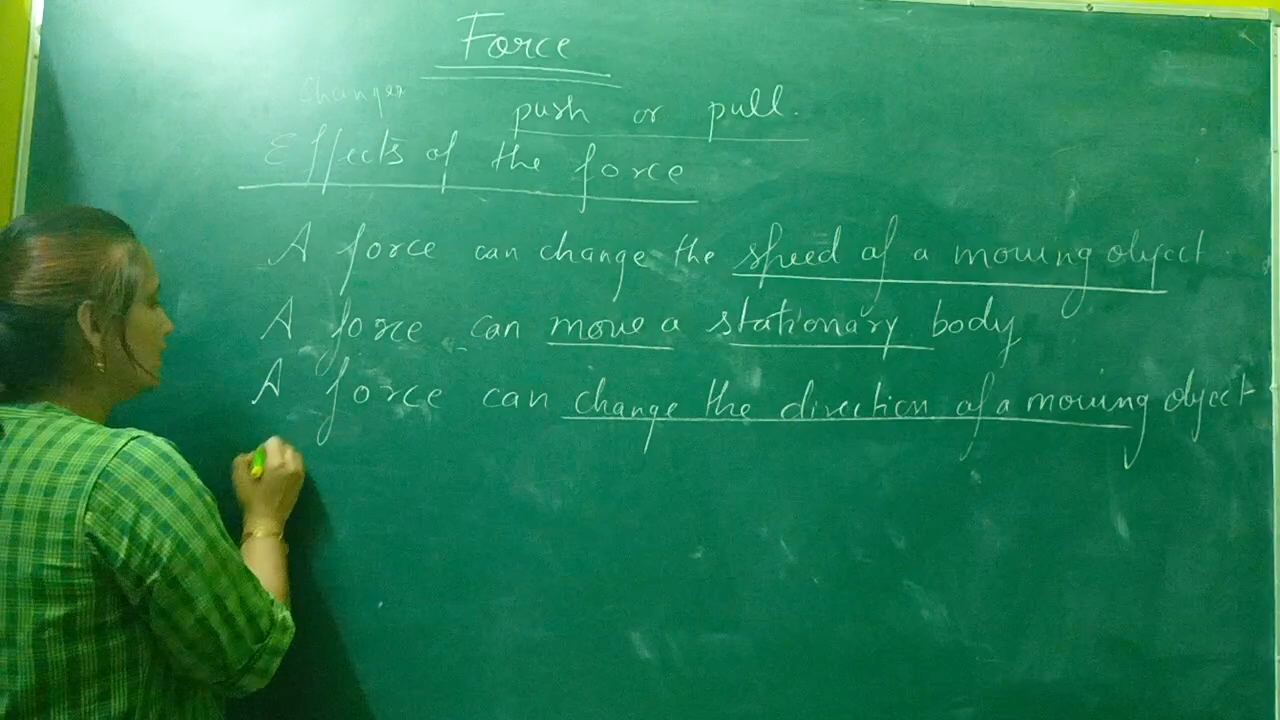 Force
Changes
push or pull.
Effects of the force
A force can change the speed of a moving object
A force can move a stationary body
A force can change the direction of a moving object